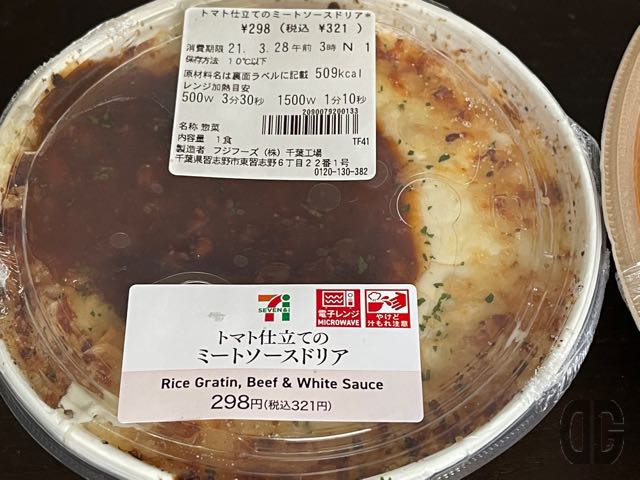 トマト仕立てのミートソースドリア*
¥298 (税込 ¥321 )
消費期限 21. 3.28 午前 3時 N 1
保存方法 10℃以下
原材料名は裏面ラベルに記載 509kcal
レンジ加熱目安
500W 3分30秒 1500W 1分10秒
2090079200133
名称 惣菜
内容量 1食 TF41
製造者 フジフーズ (株) 千葉工場
千葉県習志野市東習志野6丁目22番1号
0120-130-382
7i
SEVEN&i
電子レンジ
MICROWAVE
やけど
汁もれ注意
トマト仕立ての
ミートソースドリア
Rice Gratin, Beef & White Sauce
298円(税込321円)